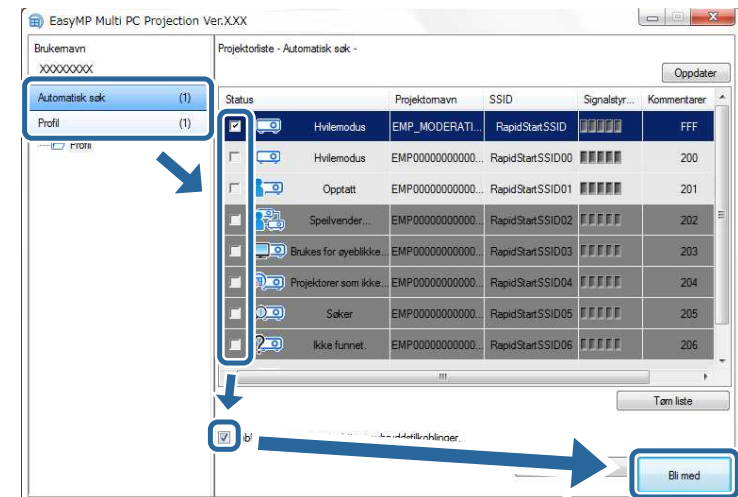 EasyMP Multi PC Projection Ver.X.XX
Brukernavn
XXXXXXXX
Projektorliste - Automatisk søk -
Oppdater
Automatisk søk (1)
Profil (1)
Profil
Status Projektornavn SSID Signalstyr... Kommentarer
Hvilemodus EMP_MODERATI... RapidStartSSID FFF
Hvilemodus EMP00000000000... RapidStartSSID00 200
Opptatt EMP00000000000... RapidStartSSID01 201
Speilvender... EMP00000000000... RapidStartSSID02 202
Brukes for øyeblikke... EMP00000000000... RapidStartSSID03 203
Projektorer som ikke... EMP00000000000... RapidStartSSID04 204
Søker EMP00000000000... RapidStartSSID05 205
Ikke funnet. EMP00000000000... RapidStartSSID06 206
Tøm liste
Bli med